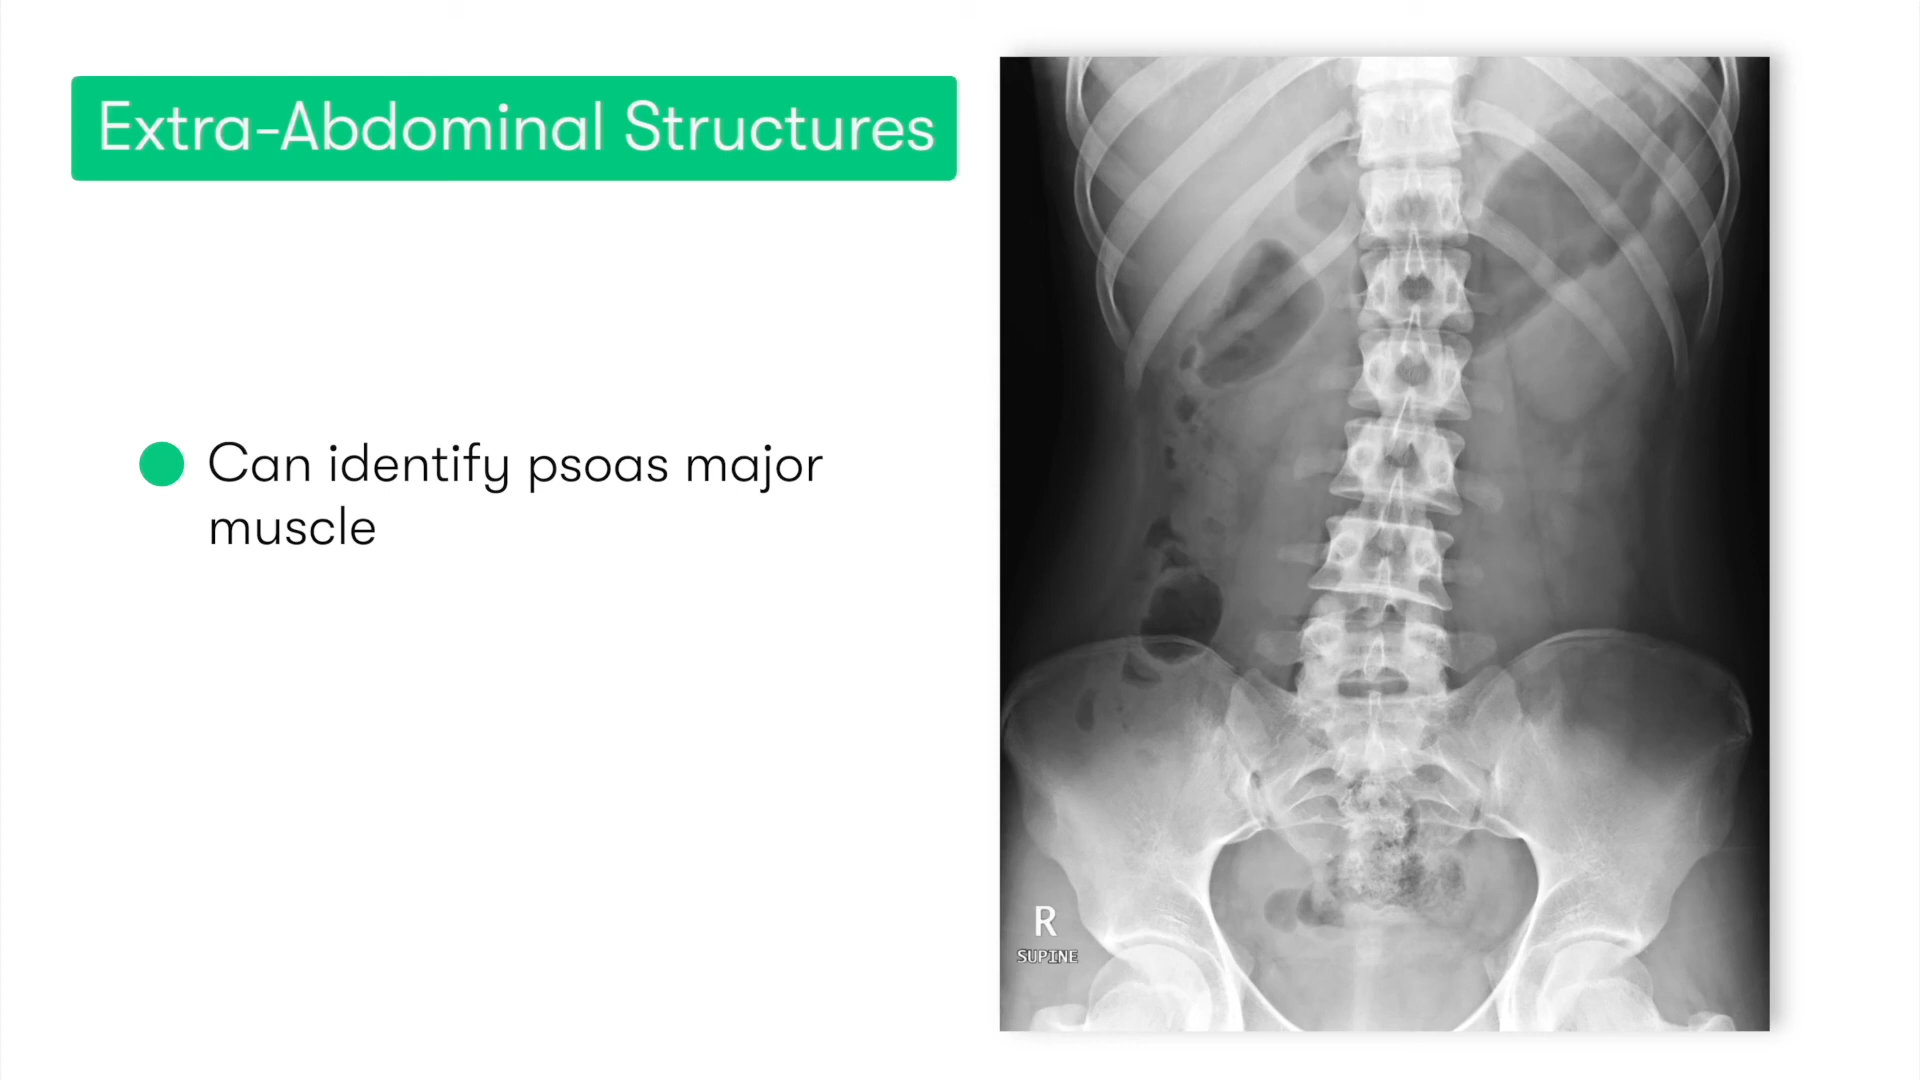 Extra-Abdominal Structures
Can identify psoas major
muscle
R
SUPINE